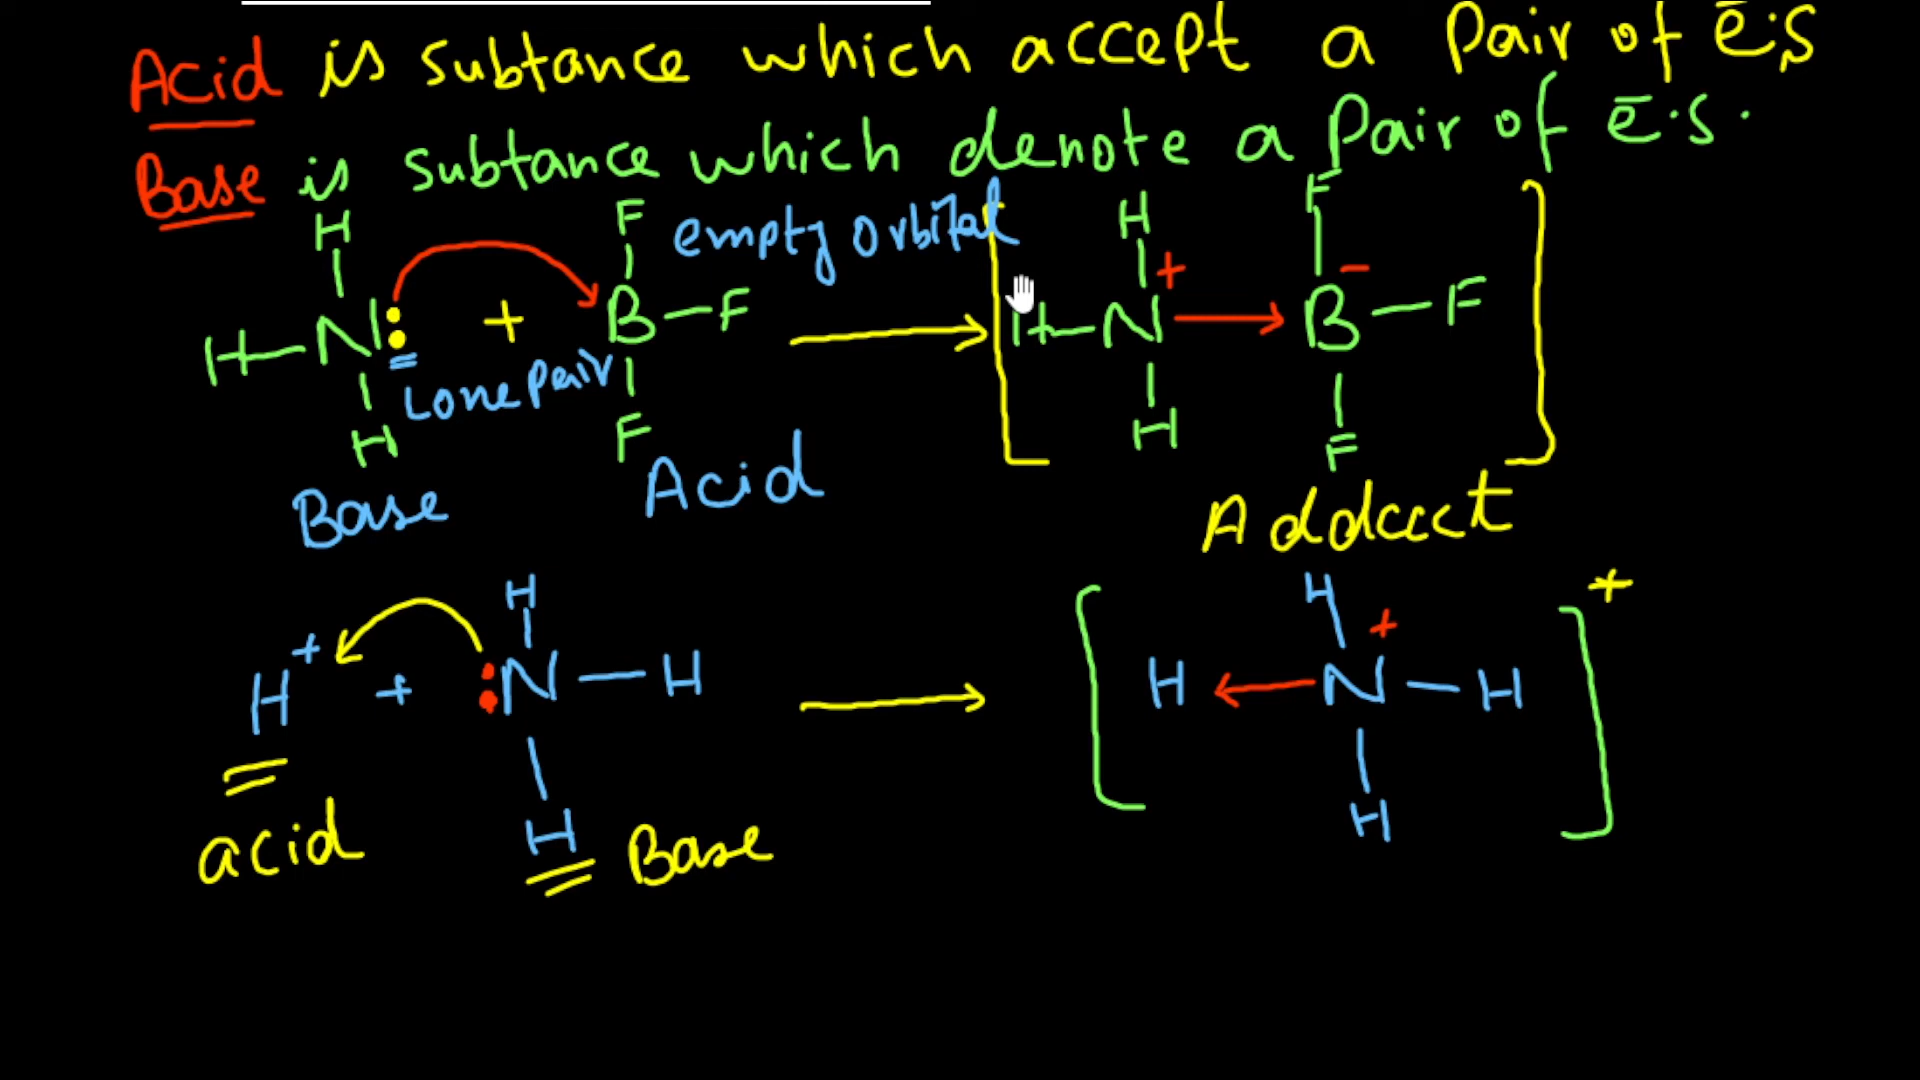 Acid is subtance which accept a Pair of ē.s
Base is subtance which denote a Pair of ē.s.
H F empty orbital H F
H—N: + B—F → [H—N⁺ → B⁻—F]
Lone pair
H F H F
Base Acid Adduct
H H
H⁺ + :N—H → [H ← N⁺—H]⁺
H H
acid Base